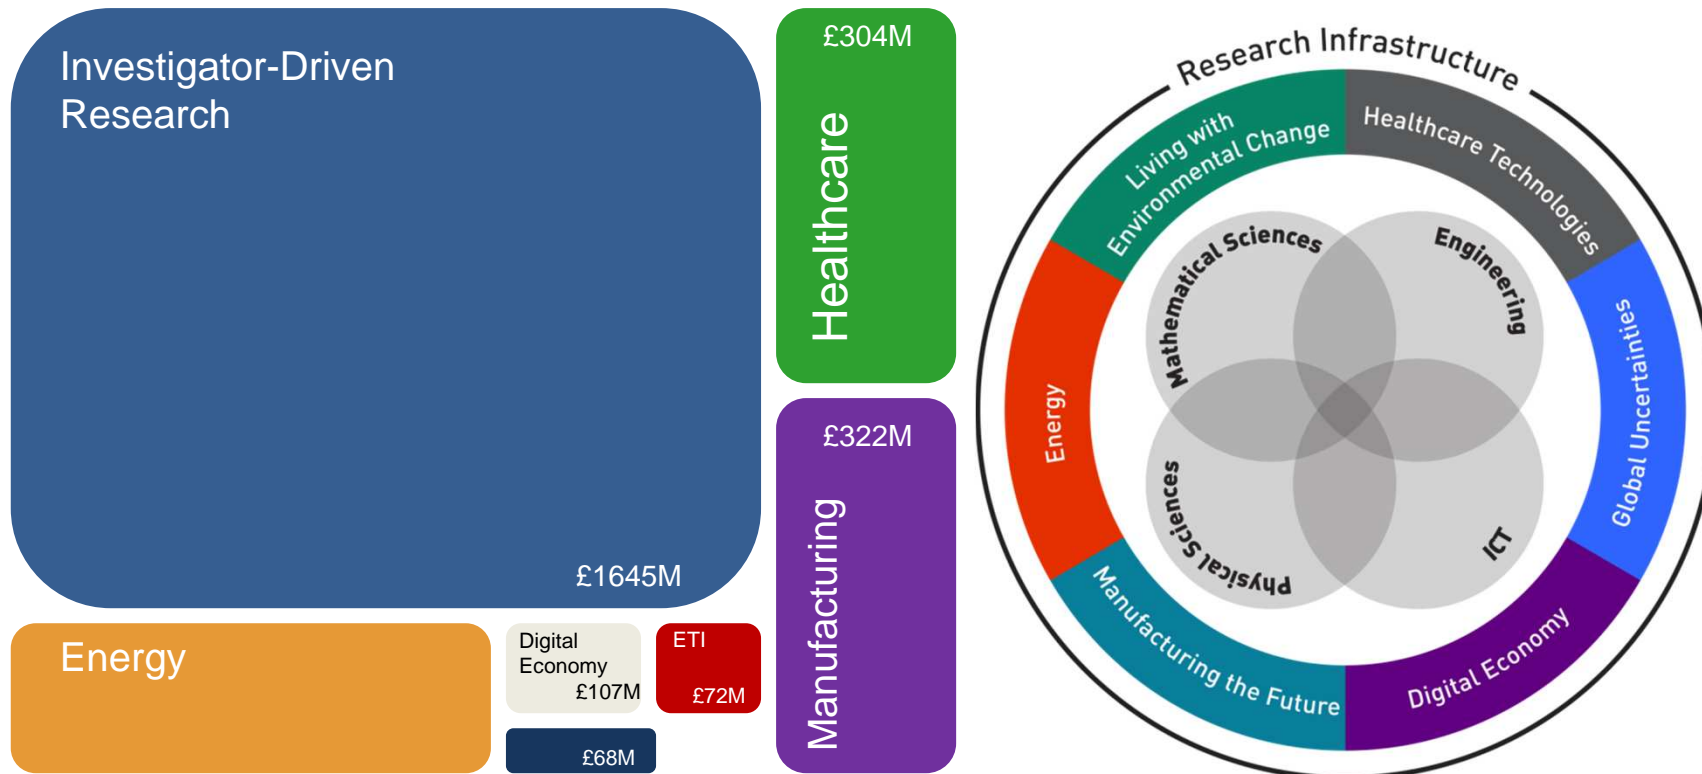 Investigator-Driven
Research
£1645M
Energy
Digital
Economy
£107M
ETI
£72M
£68M
£304M
Healthcare
£322M
Manufacturing
Research Infrastructure
Living with
Environmental Change
Healthcare Technologies
Global Uncertainties
Digital Economy
Manufacturing the Future
Energy
Mathematical Sciences
Engineering
Physical Sciences
ICT